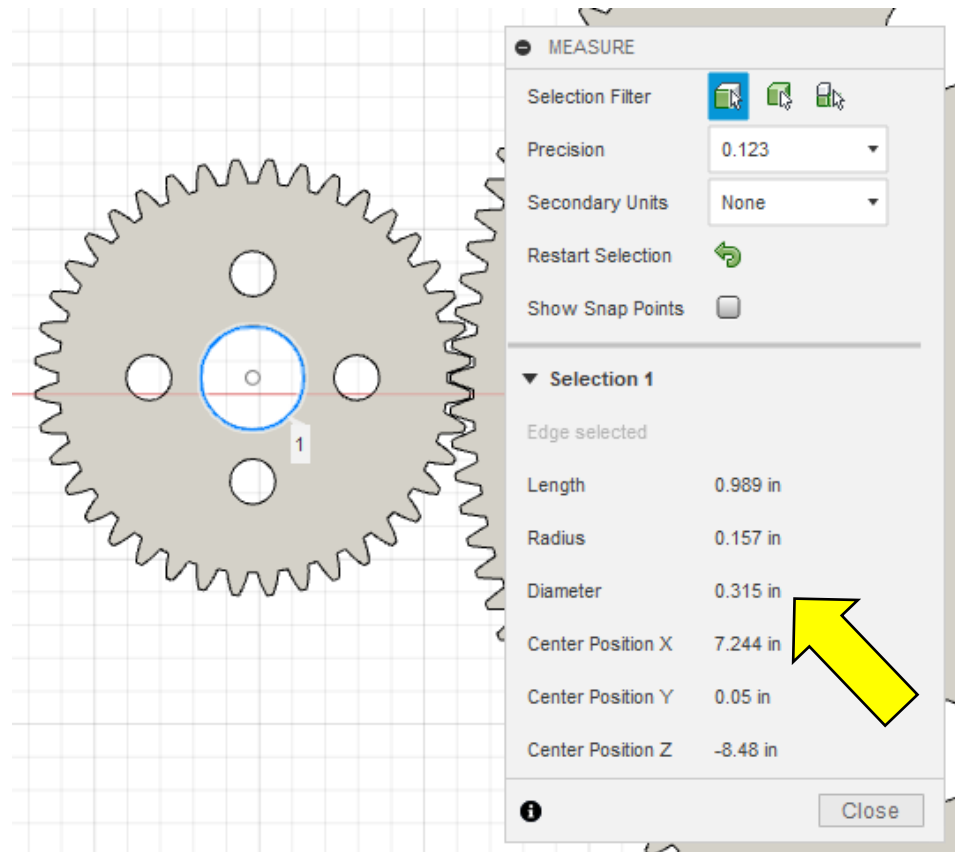 MEASURE
Selection Filter
Precision 0.123
Secondary Units None
Restart Selection
Show Snap Points
Selection 1
Edge selected
Length 0.989 in
Radius 0.157 in
Diameter 0.315 in
Center Position X 7.244 in
Center Position Y 0.05 in
Center Position Z -8.48 in
Close
1